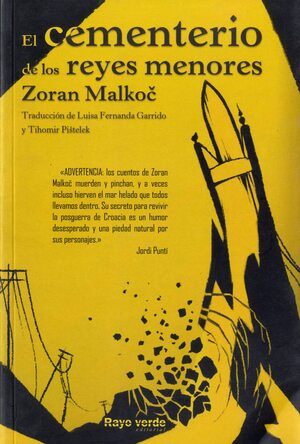 El cementerio
de los reyes menores
Zoran Malkoč
Traducción de Luisa Fernanda Garrido
y Tihomir Pištelek
«ADVERTENCIA: los cuentos de Zoran
Malkoč muerden y pinchan, y a veces
incluso hierven el mar helado que todos
llevamos dentro. Su secreto para revivir
la posguerra de Croacia es un humor
desesperado y una piedad natural por
sus personajes.»
Jordi Puntí
Rayo verde
editorial